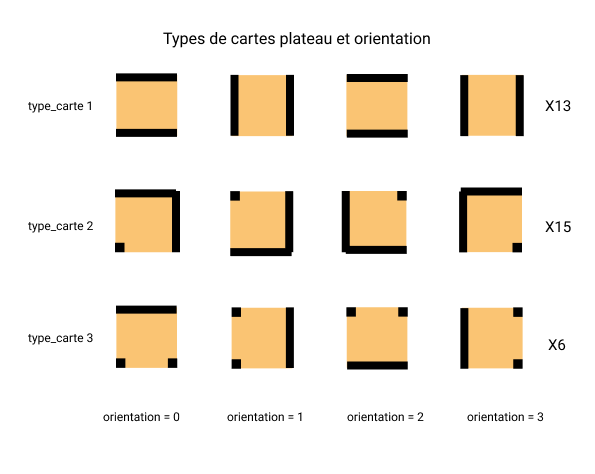 Types de cartes plateau et orientation
type_carte 1
X13
type_carte 2
X15
type_carte 3
X6
orientation = 0
orientation = 1
orientation = 2
orientation = 3